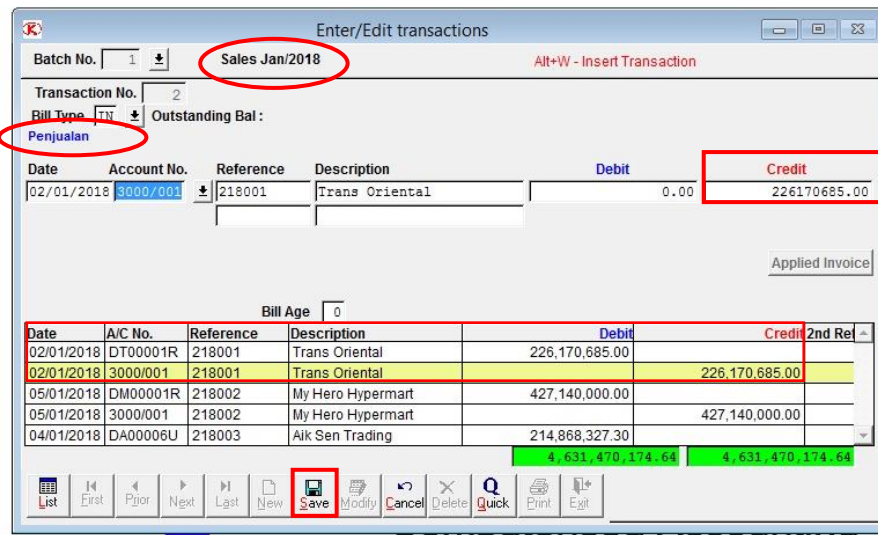 Enter/Edit transactions
Batch No. 1 Sales Jan/2018 Alt+W - Insert Transaction
Transaction No. 2
Bill Type IN Outstanding Bal :
Penjualan
Date Account No. Reference Description Debit Credit
02/01/2018 3000/001 218001 Trans Oriental 0.00 226170685.00
Applied Invoice
Bill Age 0
Date A/C No. Reference Description Debit Credit 2nd Ref
02/01/2018 DT00001R 218001 Trans Oriental 226,170,685.00
02/01/2018 3000/001 218001 Trans Oriental 226,170,685.00
05/01/2018 DM00001R 218002 My Hero Hypermart 427,140,000.00
05/01/2018 3000/001 218002 My Hero Hypermart 427,140,000.00
04/01/2018 DA00006U 218003 Aik Sen Trading 214,868,327.30
4,631,470,174.64 4,631,470,174.64
List First Prior Next Last New Save Modify Cancel Delete Quick Print Exit